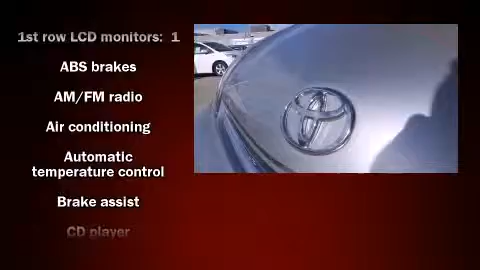 1st row LCD monitors:  1
ABS brakes
AM/FM radio
Air conditioning
Automatic
temperature control
Brake assist
CD player